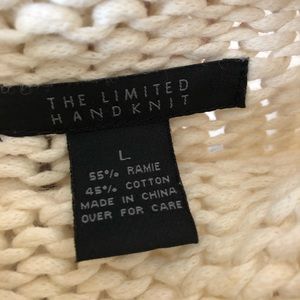 THE LIMITED
HANDKNIT
L
55% RAMIE
45% COTTON
MADE IN CHINA
OVER FOR CARE